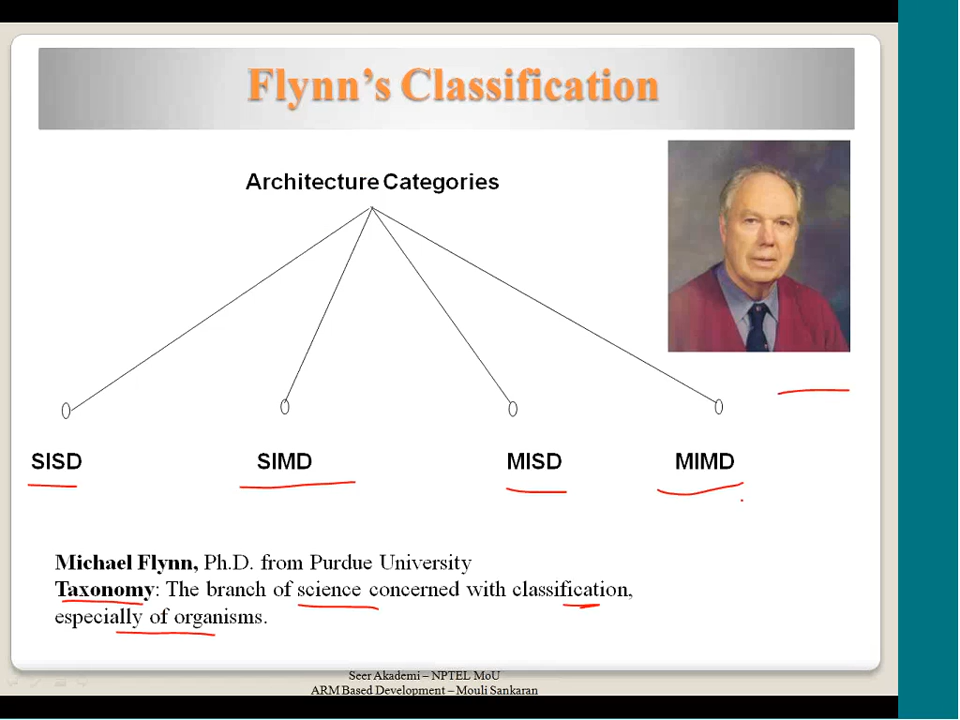 Flynn's Classification
Architecture Categories
SISD SIMD MISD MIMD
Michael Flynn, Ph.D. from Purdue University
Taxonomy: The branch of science concerned with classification,
especially of organisms.
Seer Akademi – NPTEL MoU
ARM Based Development – Mouli Sankaran